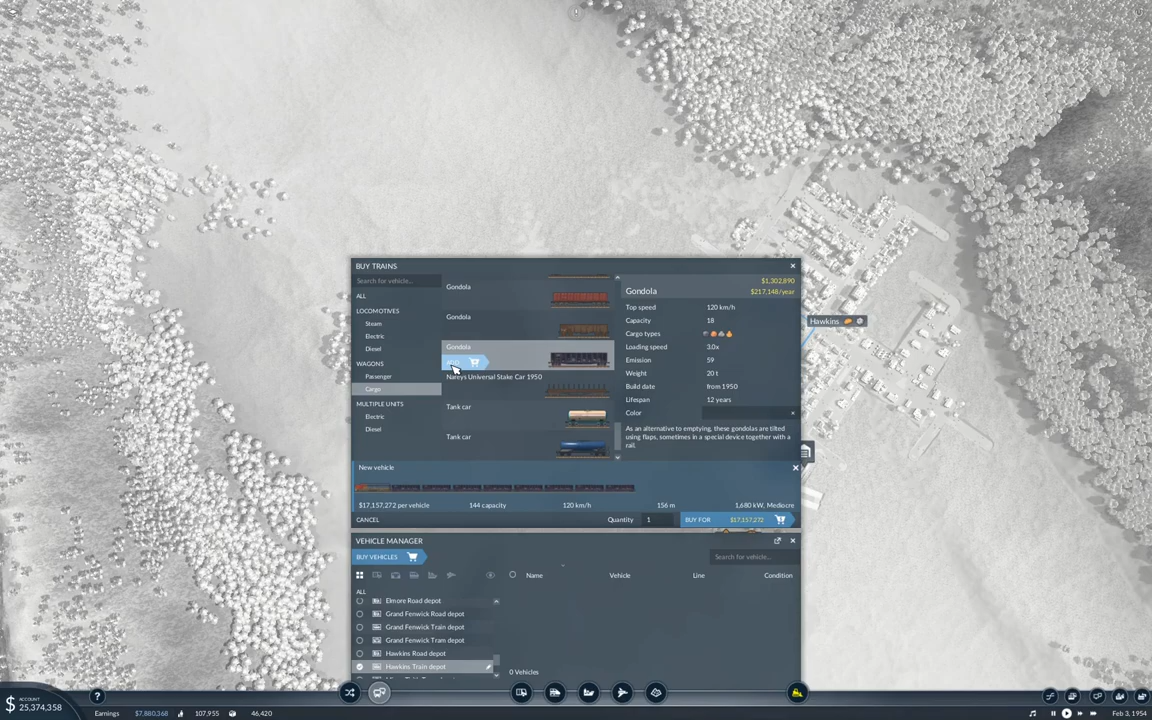 BUY TRAINS
Search for vehicle...
ALL
LOCOMOTIVES
Steam
Electric
Diesel
WAGONS
Passenger
Cargo
MULTIPLE UNITS
Electric
Diesel
Gondola
Gondola
Gondola
ADD
Nareys Universal Stake Car 1950
Tank car
Tank car
$1,302,890
$217,148/year
Gondola
Top speed 120 km/h
Capacity 18
Cargo types
Loading speed 3.0x
Emission 59
Weight 20 t
Build date from 1950
Lifespan 12 years
Color
As an alternative to emptying, these gondolas are tilted
using flaps, sometimes in a special device together with a
rail.
Hawkins
New vehicle
$17,157,272 per vehicle 144 capacity 120 km/h 156 m 1,680 kW, Mediocre
CANCEL Quantity 1 BUY FOR $17,157,272
VEHICLE MANAGER
BUY VEHICLES
Search for vehicle...
Name Vehicle Line Condition
ALL
Elmore Road depot
Grand Fenwick Road depot
Grand Fenwick Train depot
Grand Fenwick Tram depot
Hawkins Road depot
Hawkins Train depot
0 Vehicles
ACCOUNT
$ 25,374,358
?
Earnings $7,880,368 107,955 46,420
Feb 3, 1954